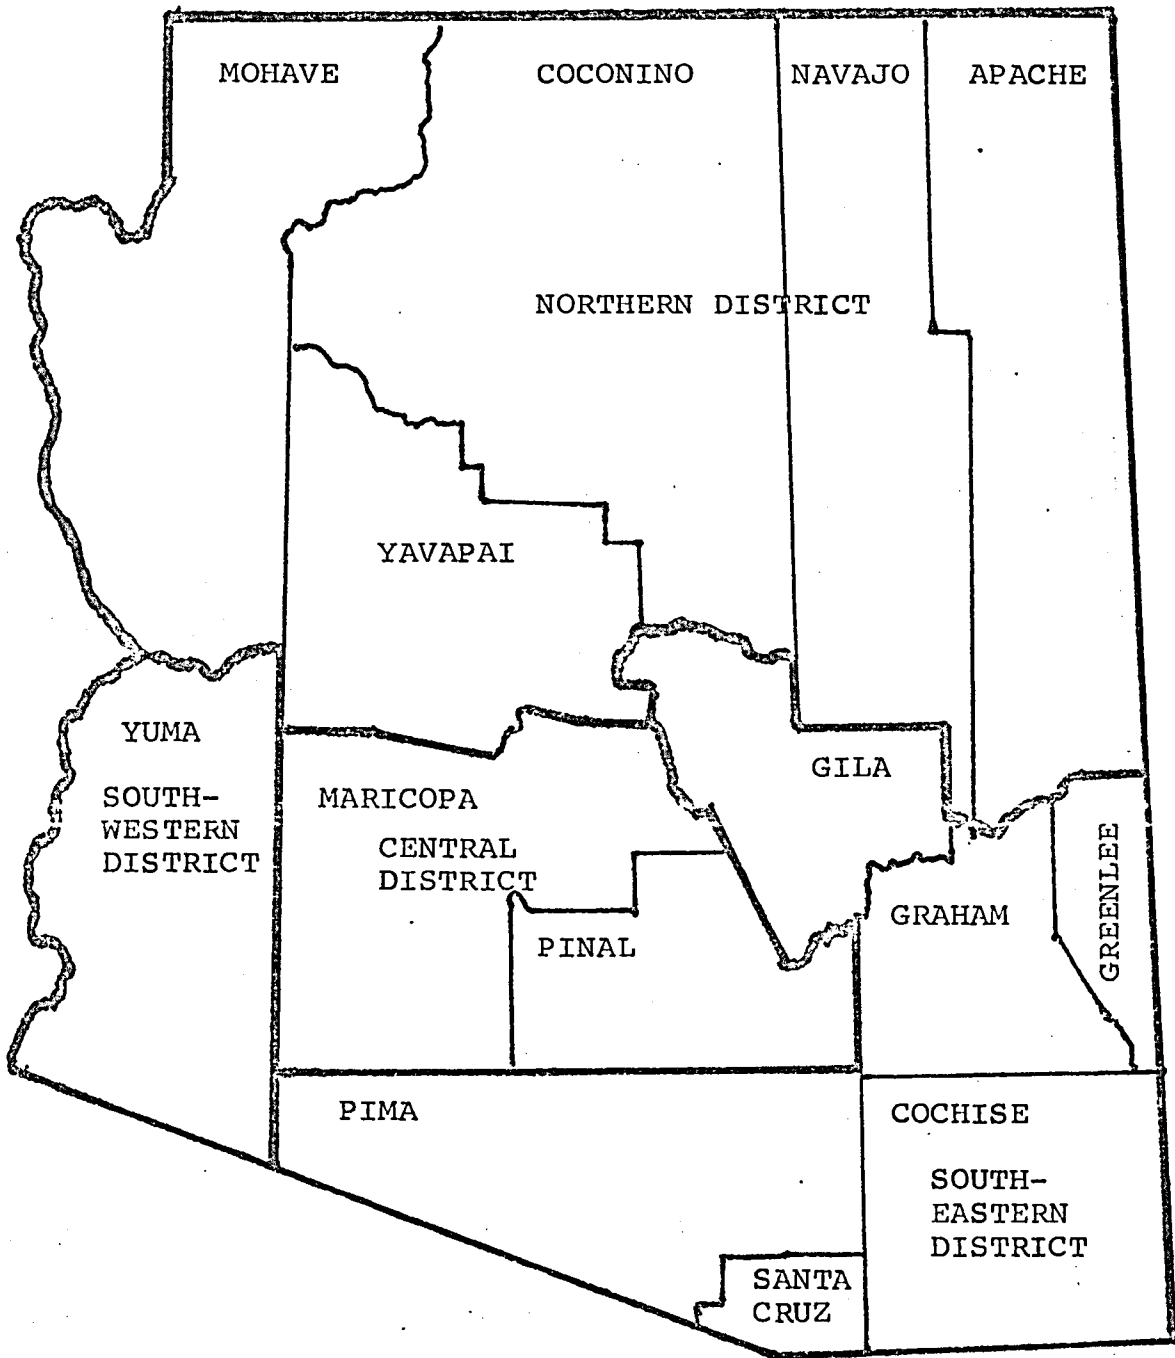 MOHAVE
COCONINO
NAVAJO
APACHE
NORTHERN DISTRICT
YAVAPAI
YUMA
SOUTH-
WESTERN
DISTRICT
MARICOPA
CENTRAL
DISTRICT
GILA
PINAL
GRAHAM
GREENLEE
PIMA
COCHISE
SOUTH-
EASTERN
DISTRICT
SANTA
CRUZ